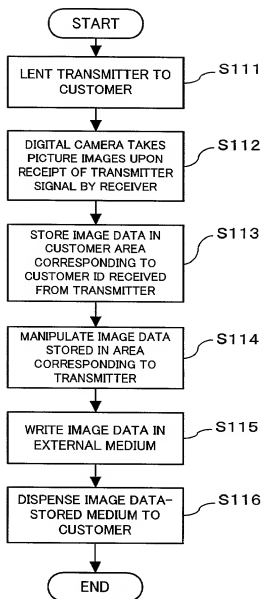 START
LENT TRANSMITTER TO
CUSTOMER
S111
DIGITAL CAMERA TAKES
PICTURE IMAGES UPON
RECEIPT OF TRANSMITTER
SIGNAL BY RECEIVER
S112
STORE IMAGE DATA IN
CUSTOMER AREA
CORRESPONDING TO
CUSTOMER ID RECEIVED
FROM TRANSMITTER
S113
MANIPULATE IMAGE DATA
STORED IN AREA
CORRESPONDING TO
TRANSMITTER
S114
WRITE IMAGE DATA IN
EXTERNAL MEDIUM
S115
DISPENSE IMAGE DATA-
STORED MEDIUM TO
CUSTOMER
S116
END